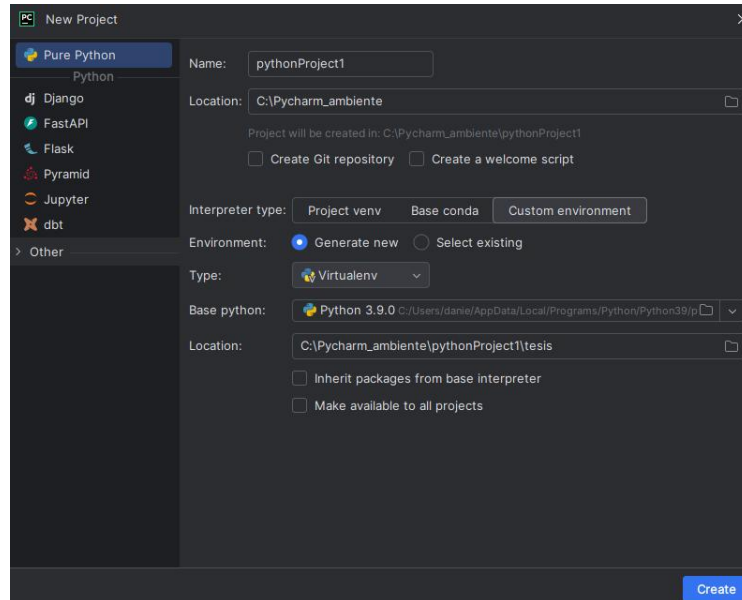 PC New Project
Pure Python
Python
dj Django
FastAPI
Flask
Pyramid
Jupyter
dbt
Other
Name: pythonProject1
Location: C:\Pycharm_ambiente
Project will be created in: C:\Pycharm_ambiente\pythonProject1
Create Git repository Create a welcome script
Interpreter type: Project venv Base conda Custom environment
Environment: Generate new Select existing
Type: Virtualenv
Base python: Python 3.9.0 C:/Users/danie/AppData/Local/Programs/Python/Python39/p
Location: C:\Pycharm_ambiente\pythonProject1\tesis
Inherit packages from base interpreter
Make available to all projects
Create